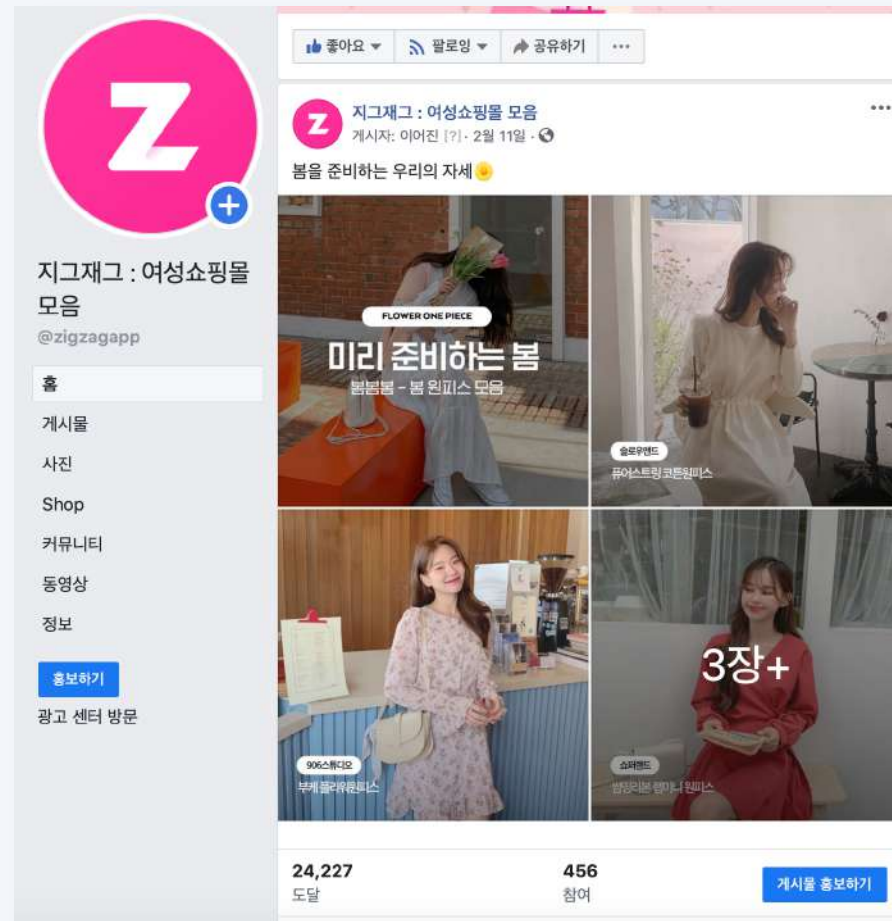 Z
지그재그 : 여성쇼핑몰
모음
@zigzagapp
홈
게시물
사진
Shop
커뮤니티
동영상
정보
홍보하기
광고 센터 방문
좋아요 팔로잉 공유하기 ...
Z
지그재그 : 여성쇼핑몰 모음
게시자: 이어진 [?] · 2월 11일 ·
봄을 준비하는 우리의 자세
FLOWER ONE PIECE
미리 준비하는 봄
봄봄봄 - 봄 원피스 모음
슬로우앤드
퓨어스트링 코튼원피스
906스튜디오
부케 플라워원피스
3장+
쇼퍼랜드
랩미니 원피스
24,227
도달
456
참여
게시물 홍보하기